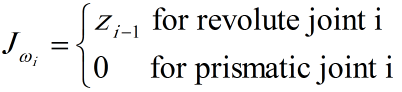 J_{ω_i} = { z_{i−1} for revolute joint i
0 for prismatic joint i